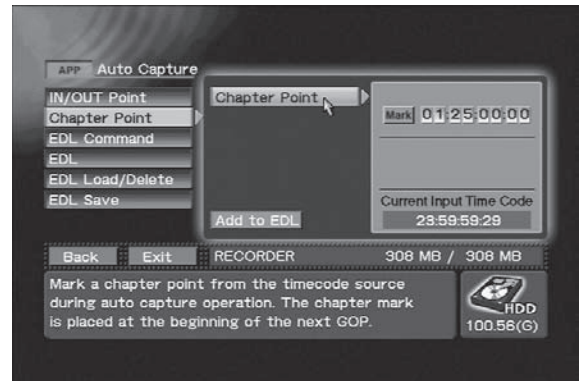 APP Auto Capture
IN/OUT Point
Chapter Point
EDL Command
EDL
EDL Load/Delete
EDL Save
Chapter Point
Mark 01:25:00:00
Current Input Time Code
23:59:59:29
Add to EDL
Back Exit RECORDER 308 MB / 308 MB
Mark a chapter point from the timecode source
during auto capture operation. The chapter mark
is placed at the beginning of the next GOP.
HDD
100.56(G)